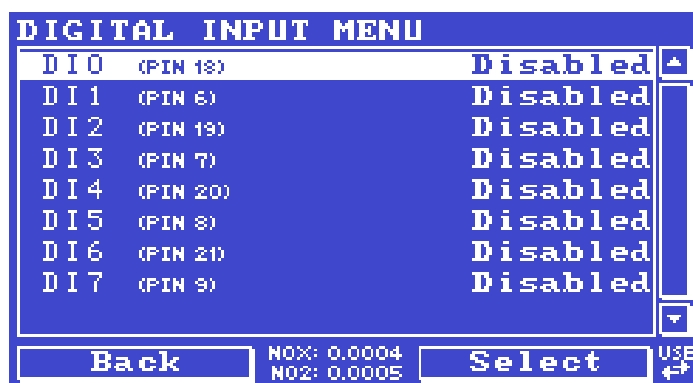 DIGITAL INPUT MENU
DI0 (PIN 18) Disabled
DI1 (PIN 6) Disabled
DI2 (PIN 19) Disabled
DI3 (PIN 7) Disabled
DI4 (PIN 20) Disabled
DI5 (PIN 8) Disabled
DI6 (PIN 21) Disabled
DI7 (PIN 9) Disabled
Back NOX: 0.0004 Select USE
NO2: 0.0005